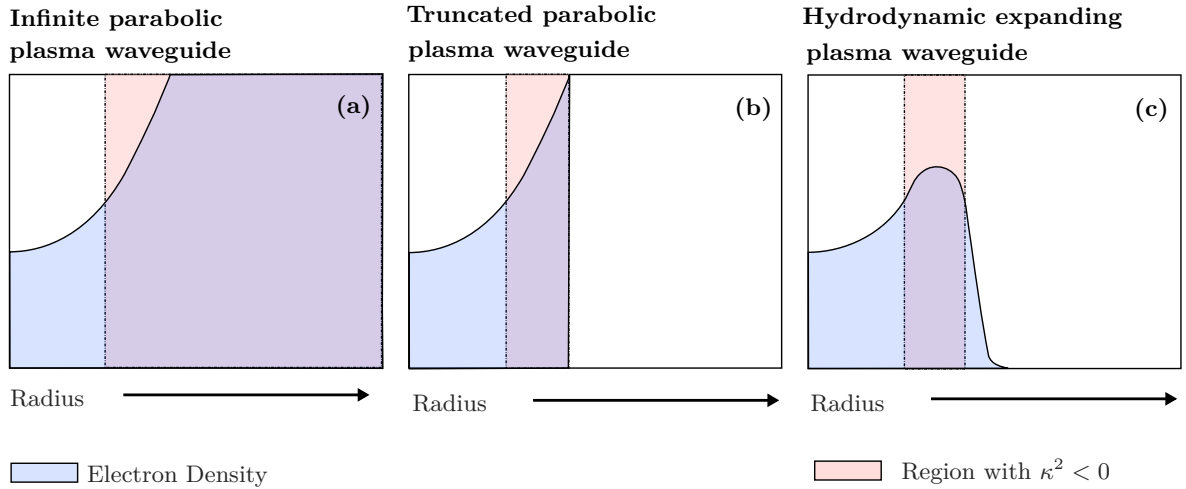 Infinite parabolic
plasma waveguide
Truncated parabolic
plasma waveguide
Hydrodynamic expanding
plasma waveguide
(a)
(b)
(c)
Radius
Radius
Radius
Electron Density
Region with κ² < 0